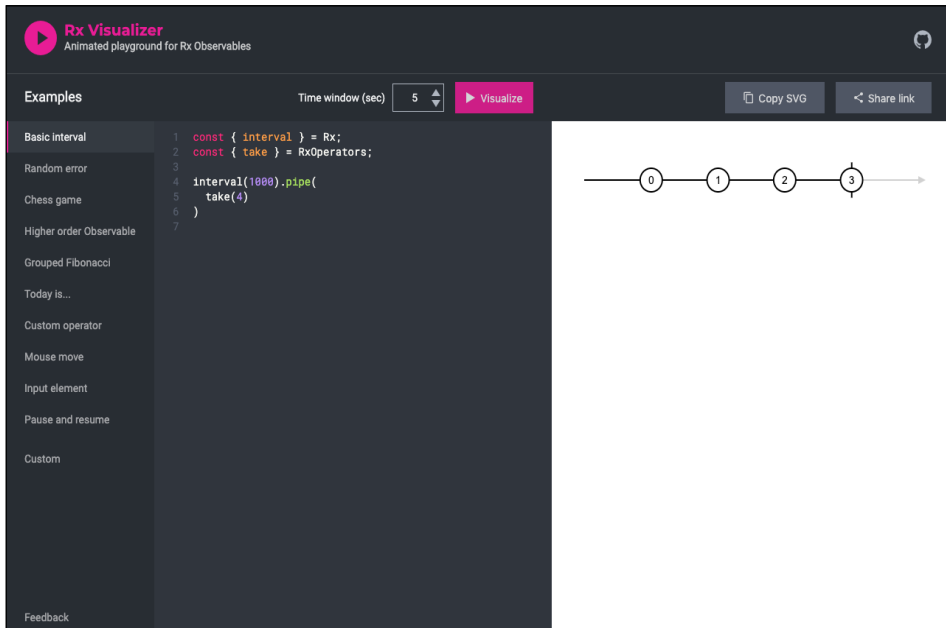 Rx Visualizer
Animated playground for Rx Observables
Examples
Time window (sec) 5 Visualize
Copy SVG
Share link
Basic interval
Random error
Chess game
Higher order Observable
Grouped Fibonacci
Today is...
Custom operator
Mouse move
Input element
Pause and resume
Custom
Feedback
1 const { interval } = Rx;
2 const { take } = RxOperators;
3
4 interval(1000).pipe(
5   take(4)
6 )
7
0 1 2 3